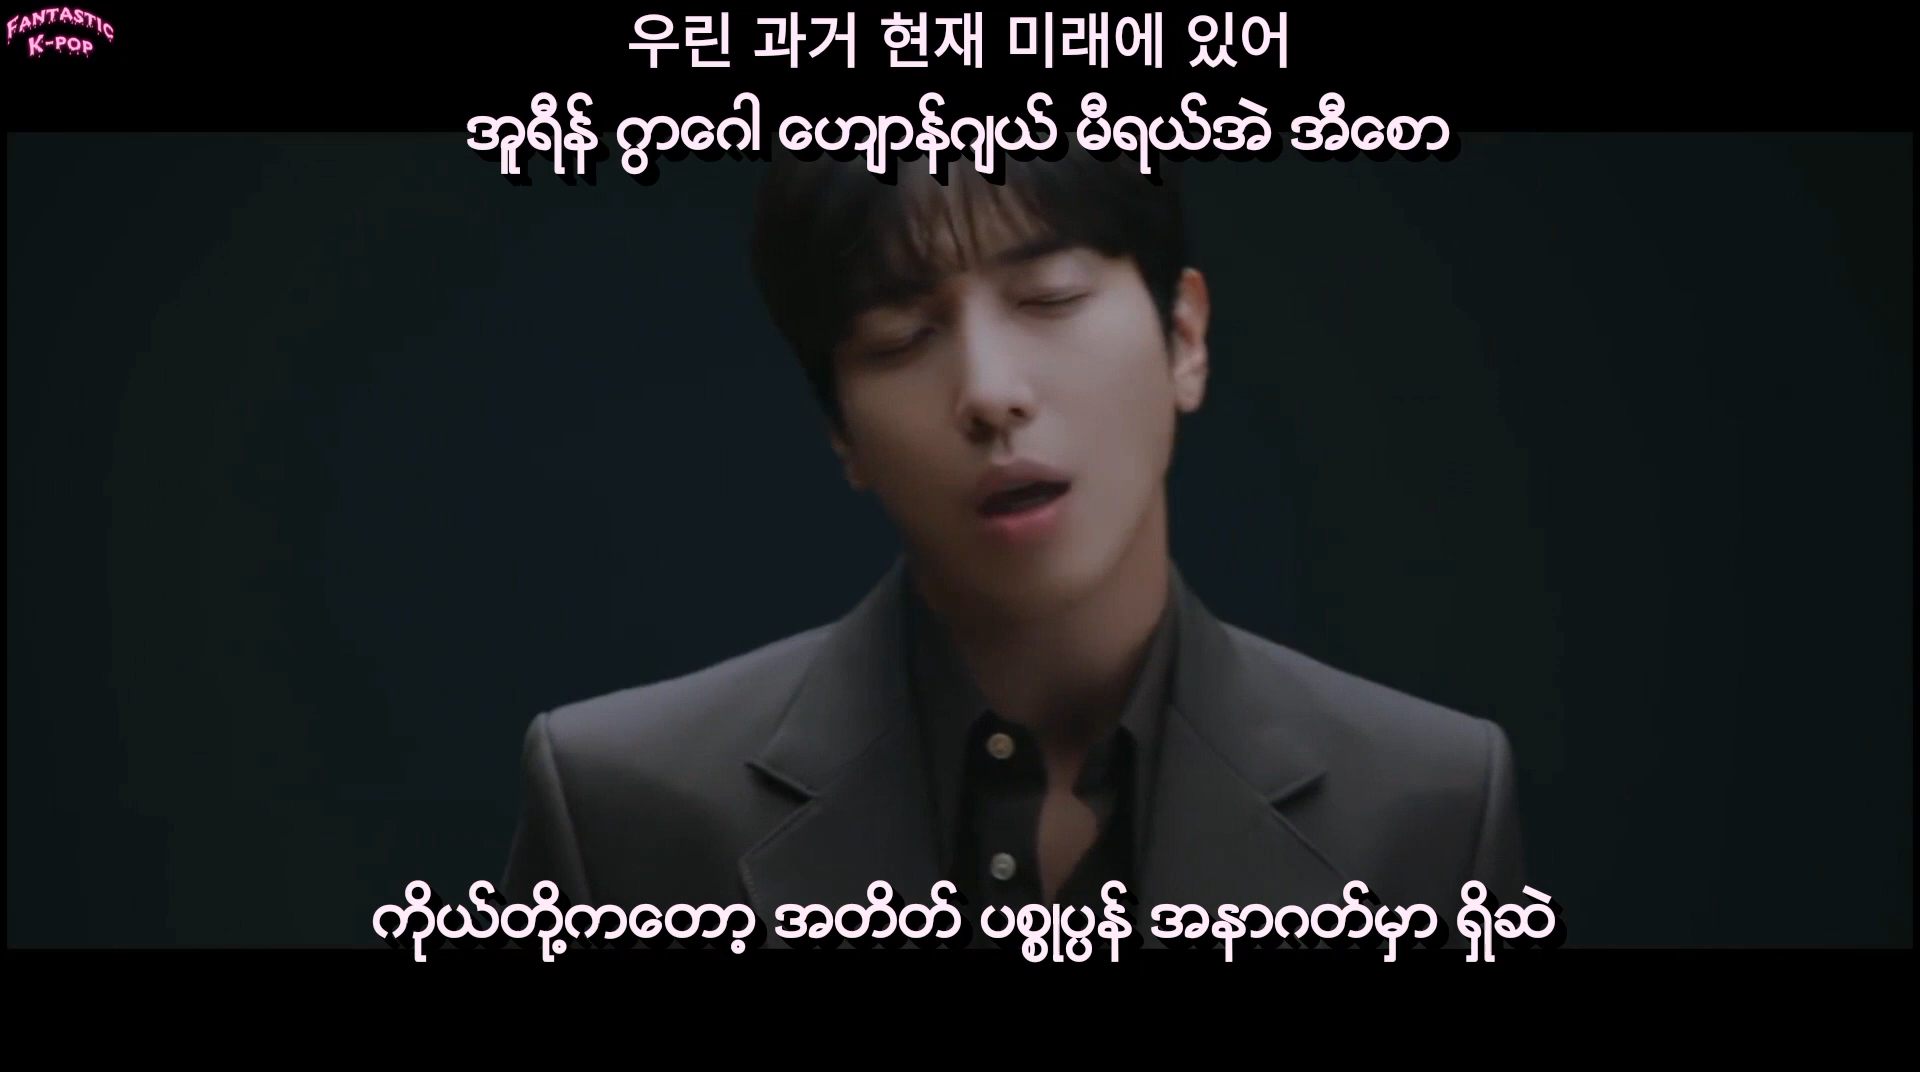 FANTASTIC
K-POP
우린 과거 현재 미래에 있어
အူရီန် ဂွာဂေါ ဟျောန်ဂျယ် မီရယ်အဲ အီစော
ကိုယ်တို့ကတော့ အတိတ် ပစ္စုပ္ပန် အနာဂတ်မှာ ရှိဆဲ